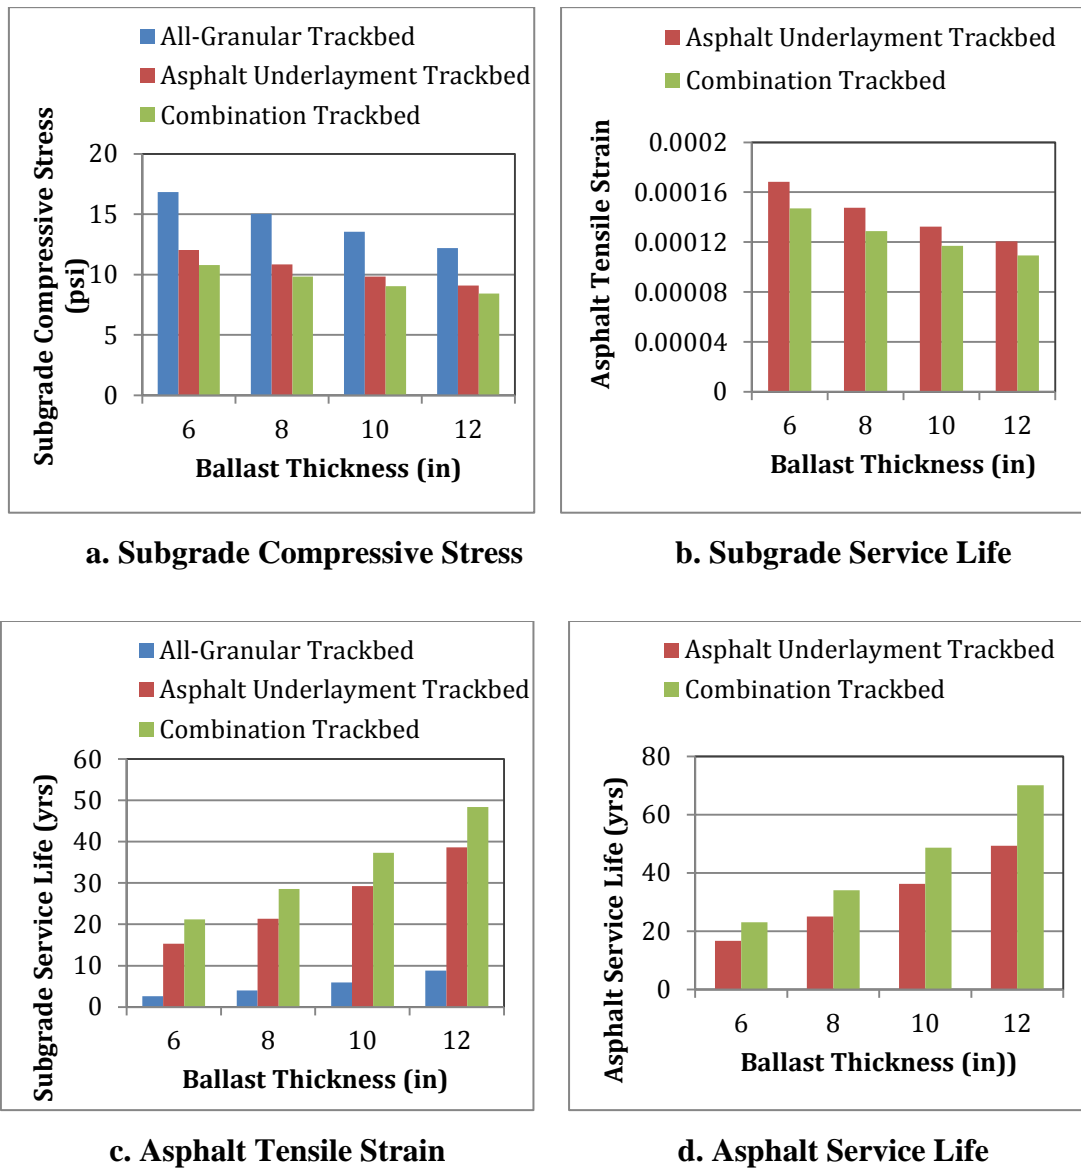 All-Granular Trackbed
Asphalt Underlayment Trackbed
Combination Trackbed
Subgrade Compressive Stress
(psi)
20
15
10
5
0
6 8 10 12
Ballast Thickness (in)
a. Subgrade Compressive Stress
Asphalt Underlayment Trackbed
Combination Trackbed
Asphalt Tensile Strain
0.0002
0.00016
0.00012
0.00008
0.00004
0
6 8 10 12
Ballast Thickness (in)
b. Subgrade Service Life
All-Granular Trackbed
Asphalt Underlayment Trackbed
Combination Trackbed
Subgrade Service Life (yrs)
60
50
40
30
20
10
0
6 8 10 12
Ballast Thickness (in)
c. Asphalt Tensile Strain
Asphalt Underlayment Trackbed
Combination Trackbed
Asphalt Service Life (yrs)
80
60
40
20
0
6 8 10 12
Ballast Thickness (in))
d. Asphalt Service Life